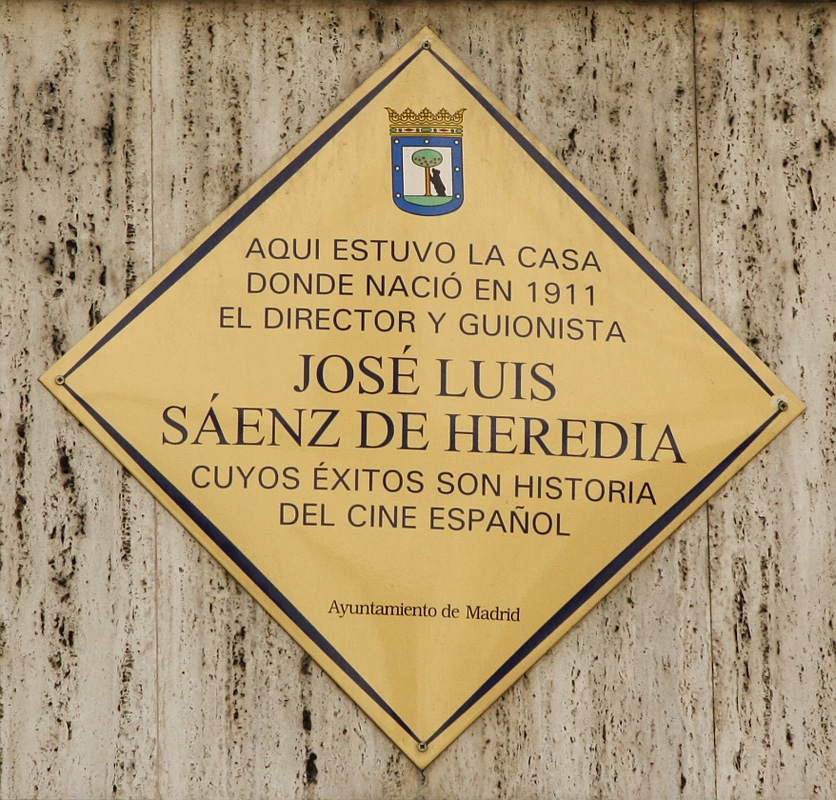 AQUI ESTUVO LA CASA
DONDE NACIÓ EN 1911
EL DIRECTOR Y GUIONISTA
JOSÉ LUIS
SÁENZ DE HEREDIA
CUYOS ÉXITOS SON HISTORIA
DEL CINE ESPAÑOL
Ayuntamiento de Madrid